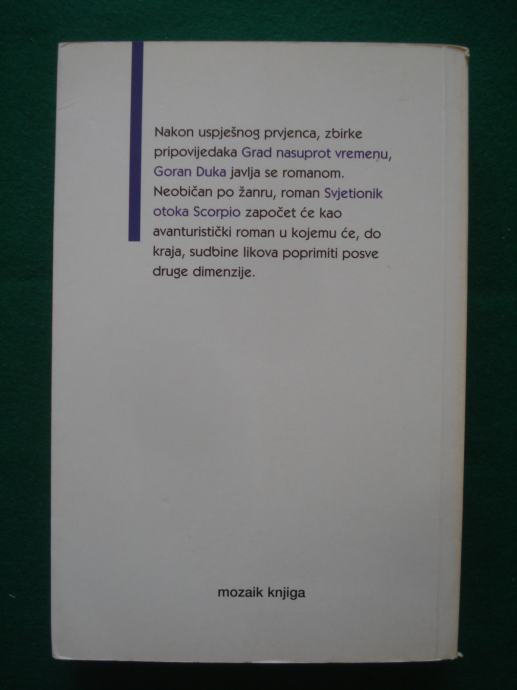 Nakon uspješnog prvjenca, zbirke
pripovijedaka Grad nasuprot vremenu,
Goran Duka javlja se romanom.
Neobičan po žanru, roman Svjetionik
otoka Scorpio započet će kao
avanturistički roman u kojemu će, do
kraja, sudbine likova poprimiti posve
druge dimenzije.
mozaik knjiga